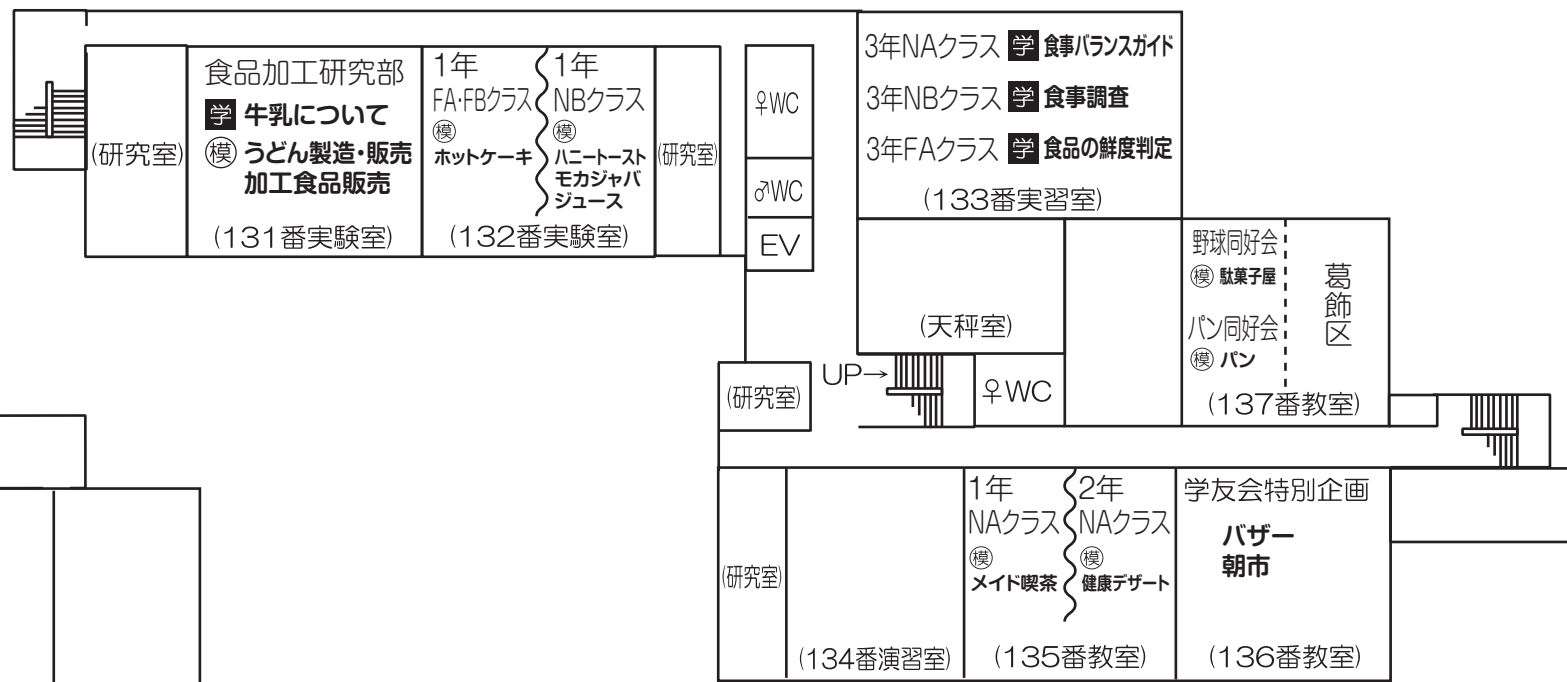 (研究室)
食品加工研究部
学 牛乳について
模 うどん製造・販売
加工食品販売
(131番実験室)
1年
FA・FBクラス
模
ホットケーキ
1年
NBクラス
模
ハニートースト
モカジャバ
ジュース
(132番実験室)
(研究室)
♀WC
♂WC
EV
3年NAクラス 学 食事バランスガイド
3年NBクラス 学 食事調査
3年FAクラス 学 食品の鮮度判定
(133番実習室)
(天秤室)
野球同好会
模 駄菓子屋
パン同好会
模 パン
葛飾区
(137番教室)
(研究室)
UP→
♀WC
(研究室)
(134番演習室)
1年
NAクラス
模
メイド喫茶
2年
NAクラス
模
健康デザート
(135番教室)
学友会特別企画
バザー
朝市
(136番教室)